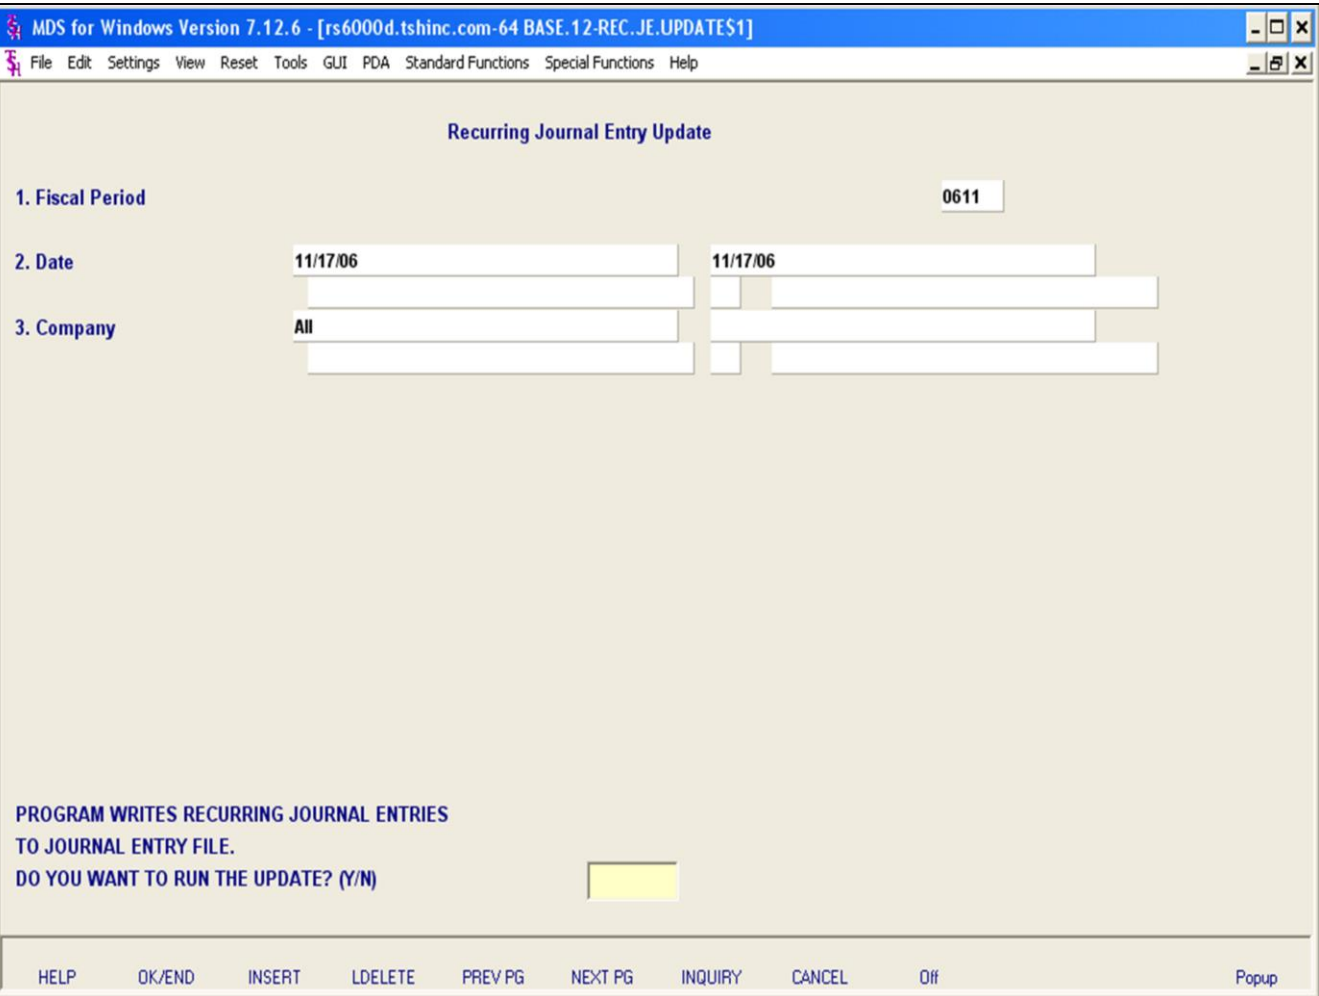 MDS for Windows Version 7.12.6 - [rs6000d.tshinc.com-64 BASE.12-REC.JE.UPDATE$1]
File Edit Settings View Reset Tools GUI PDA Standard Functions Special Functions Help
Recurring Journal Entry Update
1. Fiscal Period 0611
2. Date 11/17/06 11/17/06
3. Company All
PROGRAM WRITES RECURRING JOURNAL ENTRIES
TO JOURNAL ENTRY FILE.
DO YOU WANT TO RUN THE UPDATE? (Y/N)
HELP OK/END INSERT LDELETE PREV PG NEXT PG INQUIRY CANCEL Off Popup